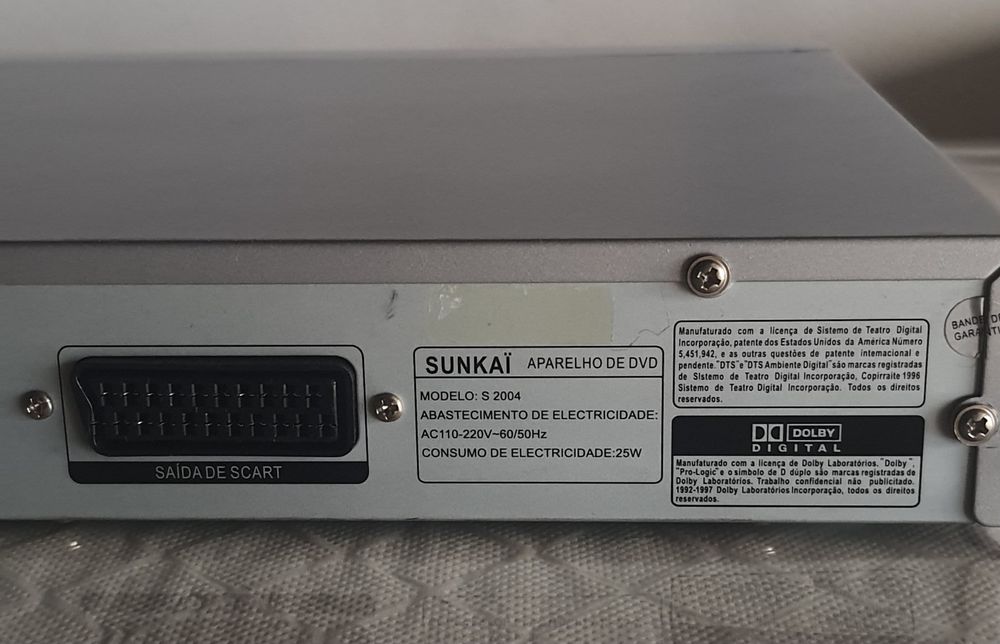 SAÍDA DE SCART
SUNKAÏ APARELHO DE DVD
MODELO: S 2004
ABASTECIMENTO DE ELECTRICIDADE:
AC110-220V~60/50Hz
CONSUMO DE ELECTRICIDADE:25W
Manufaturado com a licença de Sistema de Teatro Digital
Incorporação, patente dos Estados Unidos da América Número
5,451,942, e as outras questões de patente internacional e
pendente."DTS"e"DTS Ambiente Digital"são marcas registradas
de Sistemo de Teatro Digital Incorporação, Copirraite 1996
Sistemo de Teatro Digital Incorporação. Todos os direitos
reservados.
DOLBY
DIGITAL
Manufaturado com a licença de Dolby Laboratórios."Dolby",
"Pro-Logic" e o símbolo de D dúplo são marcas registradas de
Dolby Laboratórios. Trabalho confidencial não publicitado.
1992-1997 Dolby Laboratórios Incorporação, todos os direitos
reservados.